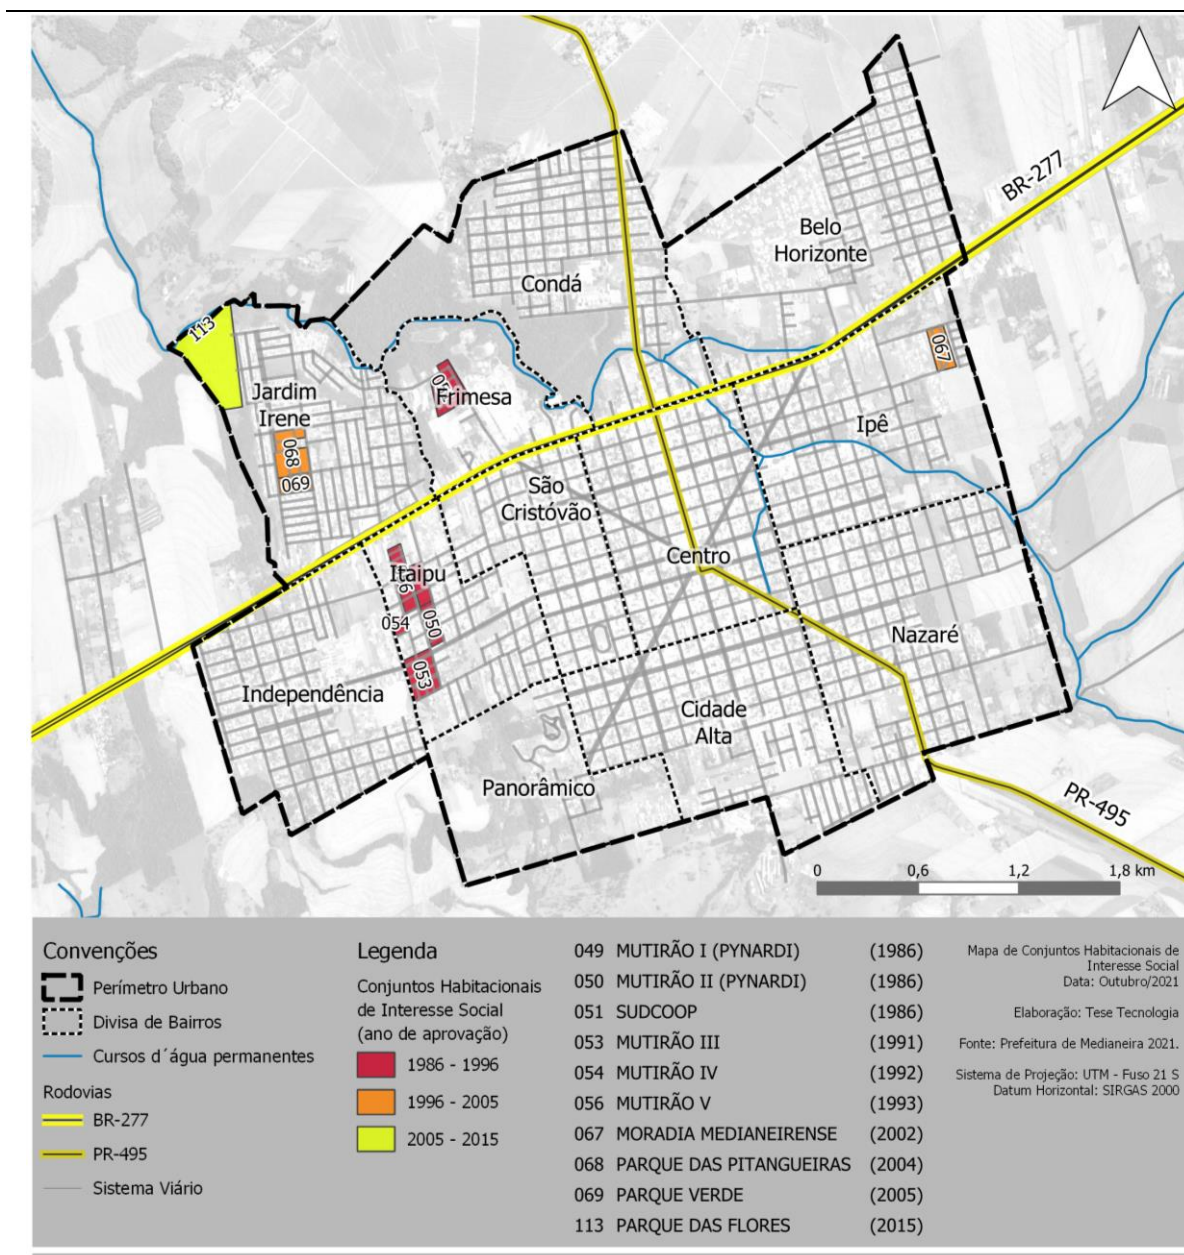 BR-277
Belo
Horizonte
Condá
113
067
Jardim
Irene
Frimesa
Ipê
068
069
São
Cristóvão
Centro
Itaipu
054
050
053
Nazaré
Independência
Cidade
Alta
Panorâmico
PR-495
0 0,6 1,2 1,8 km
Convenções
Perímetro Urbano
Divisa de Bairros
Cursos d´água permanentes
Rodovias
BR-277
PR-495
Sistema Viário
Legenda
Conjuntos Habitacionais
de Interesse Social
(ano de aprovação)
1986 - 1996
1996 - 2005
2005 - 2015
049 MUTIRÃO I (PYNARDI) (1986)
050 MUTIRÃO II (PYNARDI) (1986)
051 SUDCOOP (1986)
053 MUTIRÃO III (1991)
054 MUTIRÃO IV (1992)
056 MUTIRÃO V (1993)
067 MORADIA MEDIANEIRENSE (2002)
068 PARQUE DAS PITANGUEIRAS (2004)
069 PARQUE VERDE (2005)
113 PARQUE DAS FLORES (2015)
Mapa de Conjuntos Habitacionais de
Interesse Social
Data: Outubro/2021
Elaboração: Tese Tecnologia
Fonte: Prefeitura de Medianeira 2021.
Sistema de Projeção: UTM - Fuso 21 S
Datum Horizontal: SIRGAS 2000